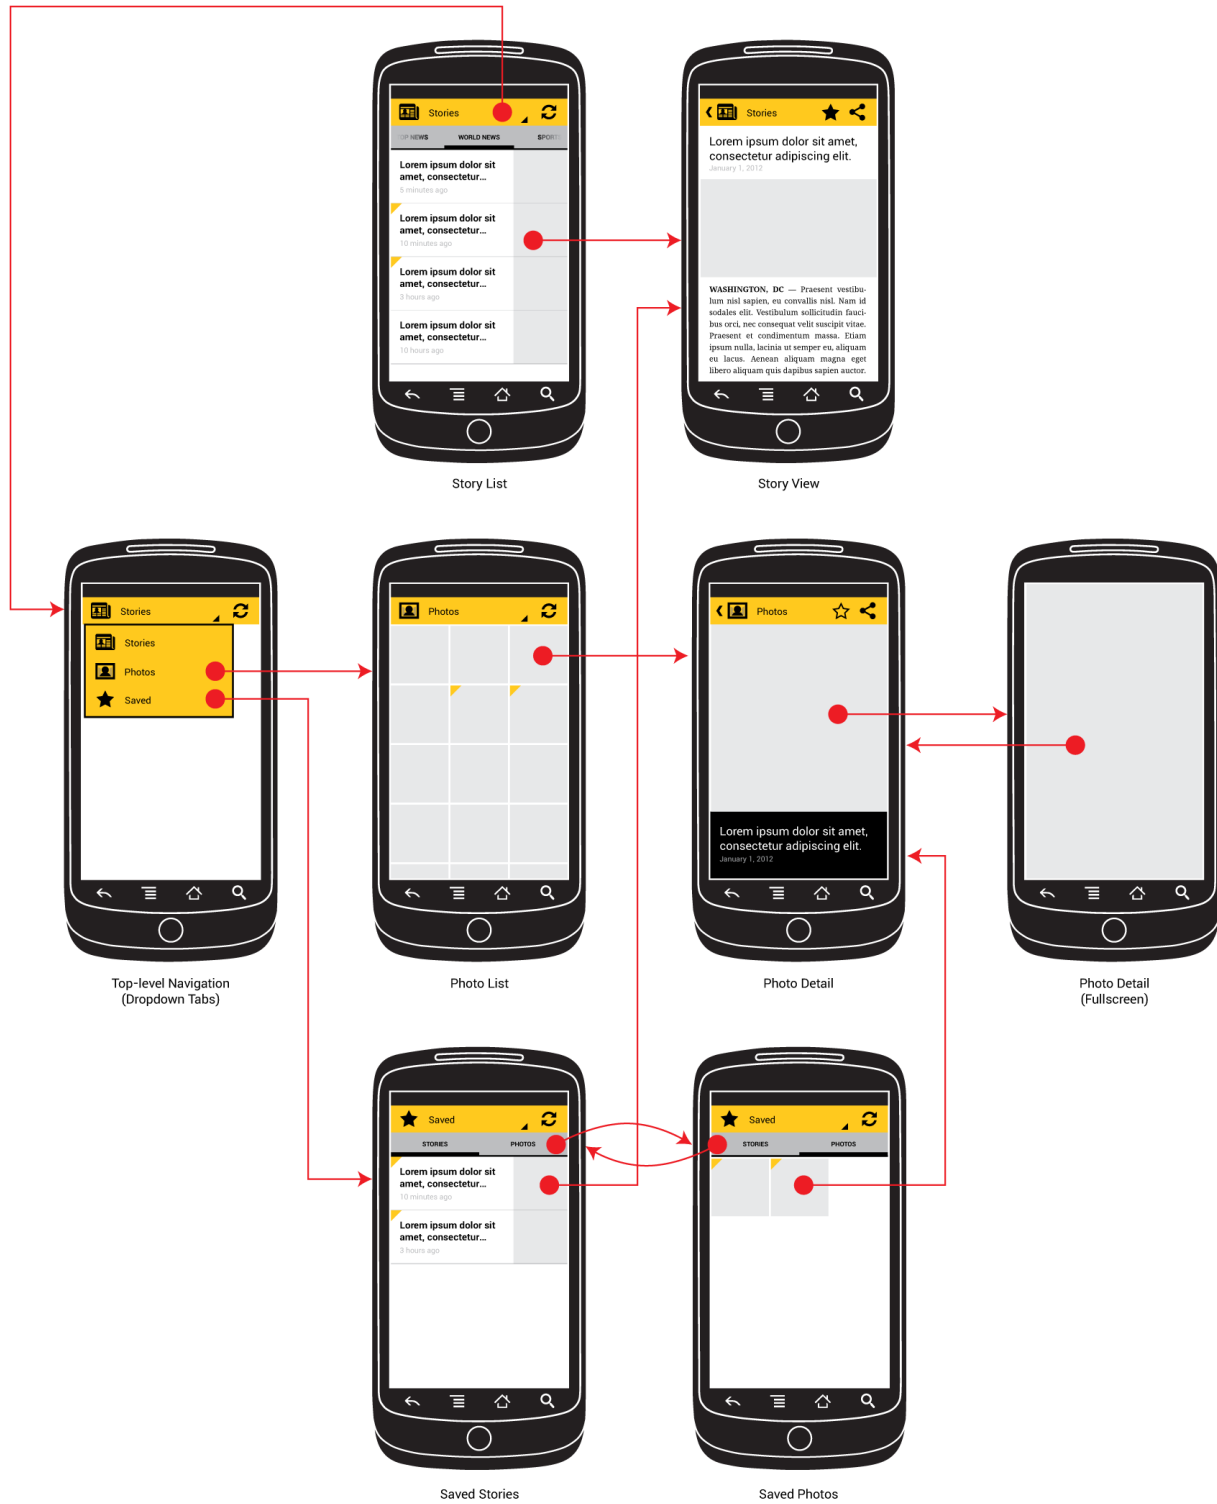 Stories
TOP NEWS WORLD NEWS SPORTS
Lorem ipsum dolor sit
amet, consectetur...
5 minutes ago
Lorem ipsum dolor sit
amet, consectetur...
10 minutes ago
Lorem ipsum dolor sit
amet, consectetur...
3 hours ago
Lorem ipsum dolor sit
amet, consectetur...
10 hours ago
Story List
Stories
Lorem ipsum dolor sit amet,
consectetur adipiscing elit.
January 1, 2012
WASHINGTON, DC — Praesent vestibu-
lum nisl sapien, eu convallis nisl. Nam id
sodales elit. Vestibulum sollicitudin fauci-
bus orci, nec consequat velit suscipit vitae.
Praesent et condimentum massa. Etiam
ipsum nulla, lacinia ut semper eu, aliquam
eu lacus. Aenean aliquam magna eget
libero aliquam quis dapibus sapien auctor.
Story View
Stories
Stories
Photos
Saved
Top-level Navigation
(Dropdown Tabs)
Photos
Photo List
Photos
Lorem ipsum dolor sit amet,
consectetur adipiscing elit.
January 1, 2012
Photo Detail
Photo Detail
(Fullscreen)
Saved
STORIES PHOTOS
Lorem ipsum dolor sit
amet, consectetur...
10 minutes ago
Lorem ipsum dolor sit
amet, consectetur...
3 hours ago
Saved Stories
Saved
STORIES PHOTOS
Saved Photos